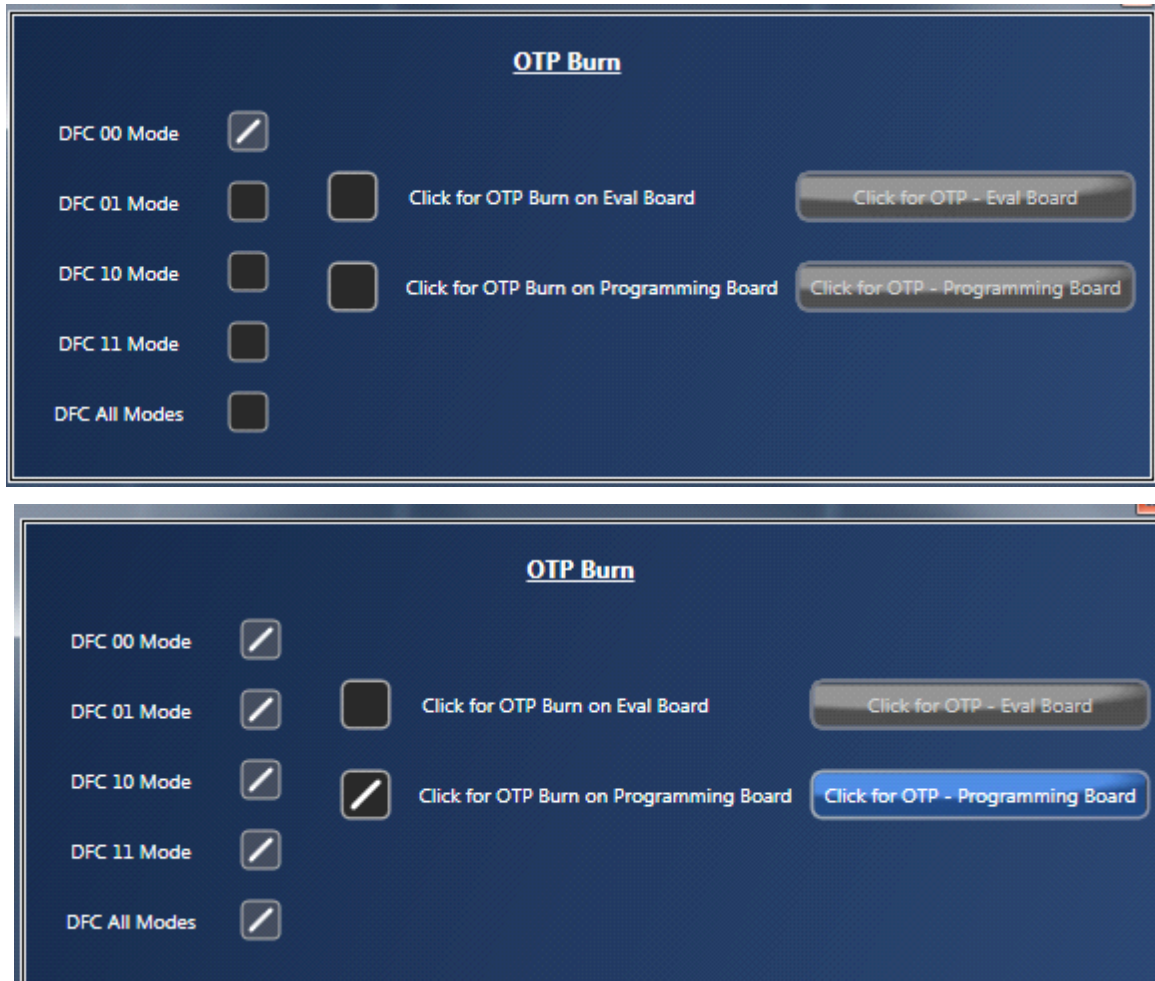 OTP Burn
DFC 00 Mode
DFC 01 Mode
Click for OTP Burn on Eval Board
Click for OTP - Eval Board
DFC 10 Mode
Click for OTP Burn on Programming Board
Click for OTP - Programming Board
DFC 11 Mode
DFC All Modes
OTP Burn
DFC 00 Mode
DFC 01 Mode
Click for OTP Burn on Eval Board
Click for OTP - Eval Board
DFC 10 Mode
Click for OTP Burn on Programming Board
Click for OTP - Programming Board
DFC 11 Mode
DFC All Modes